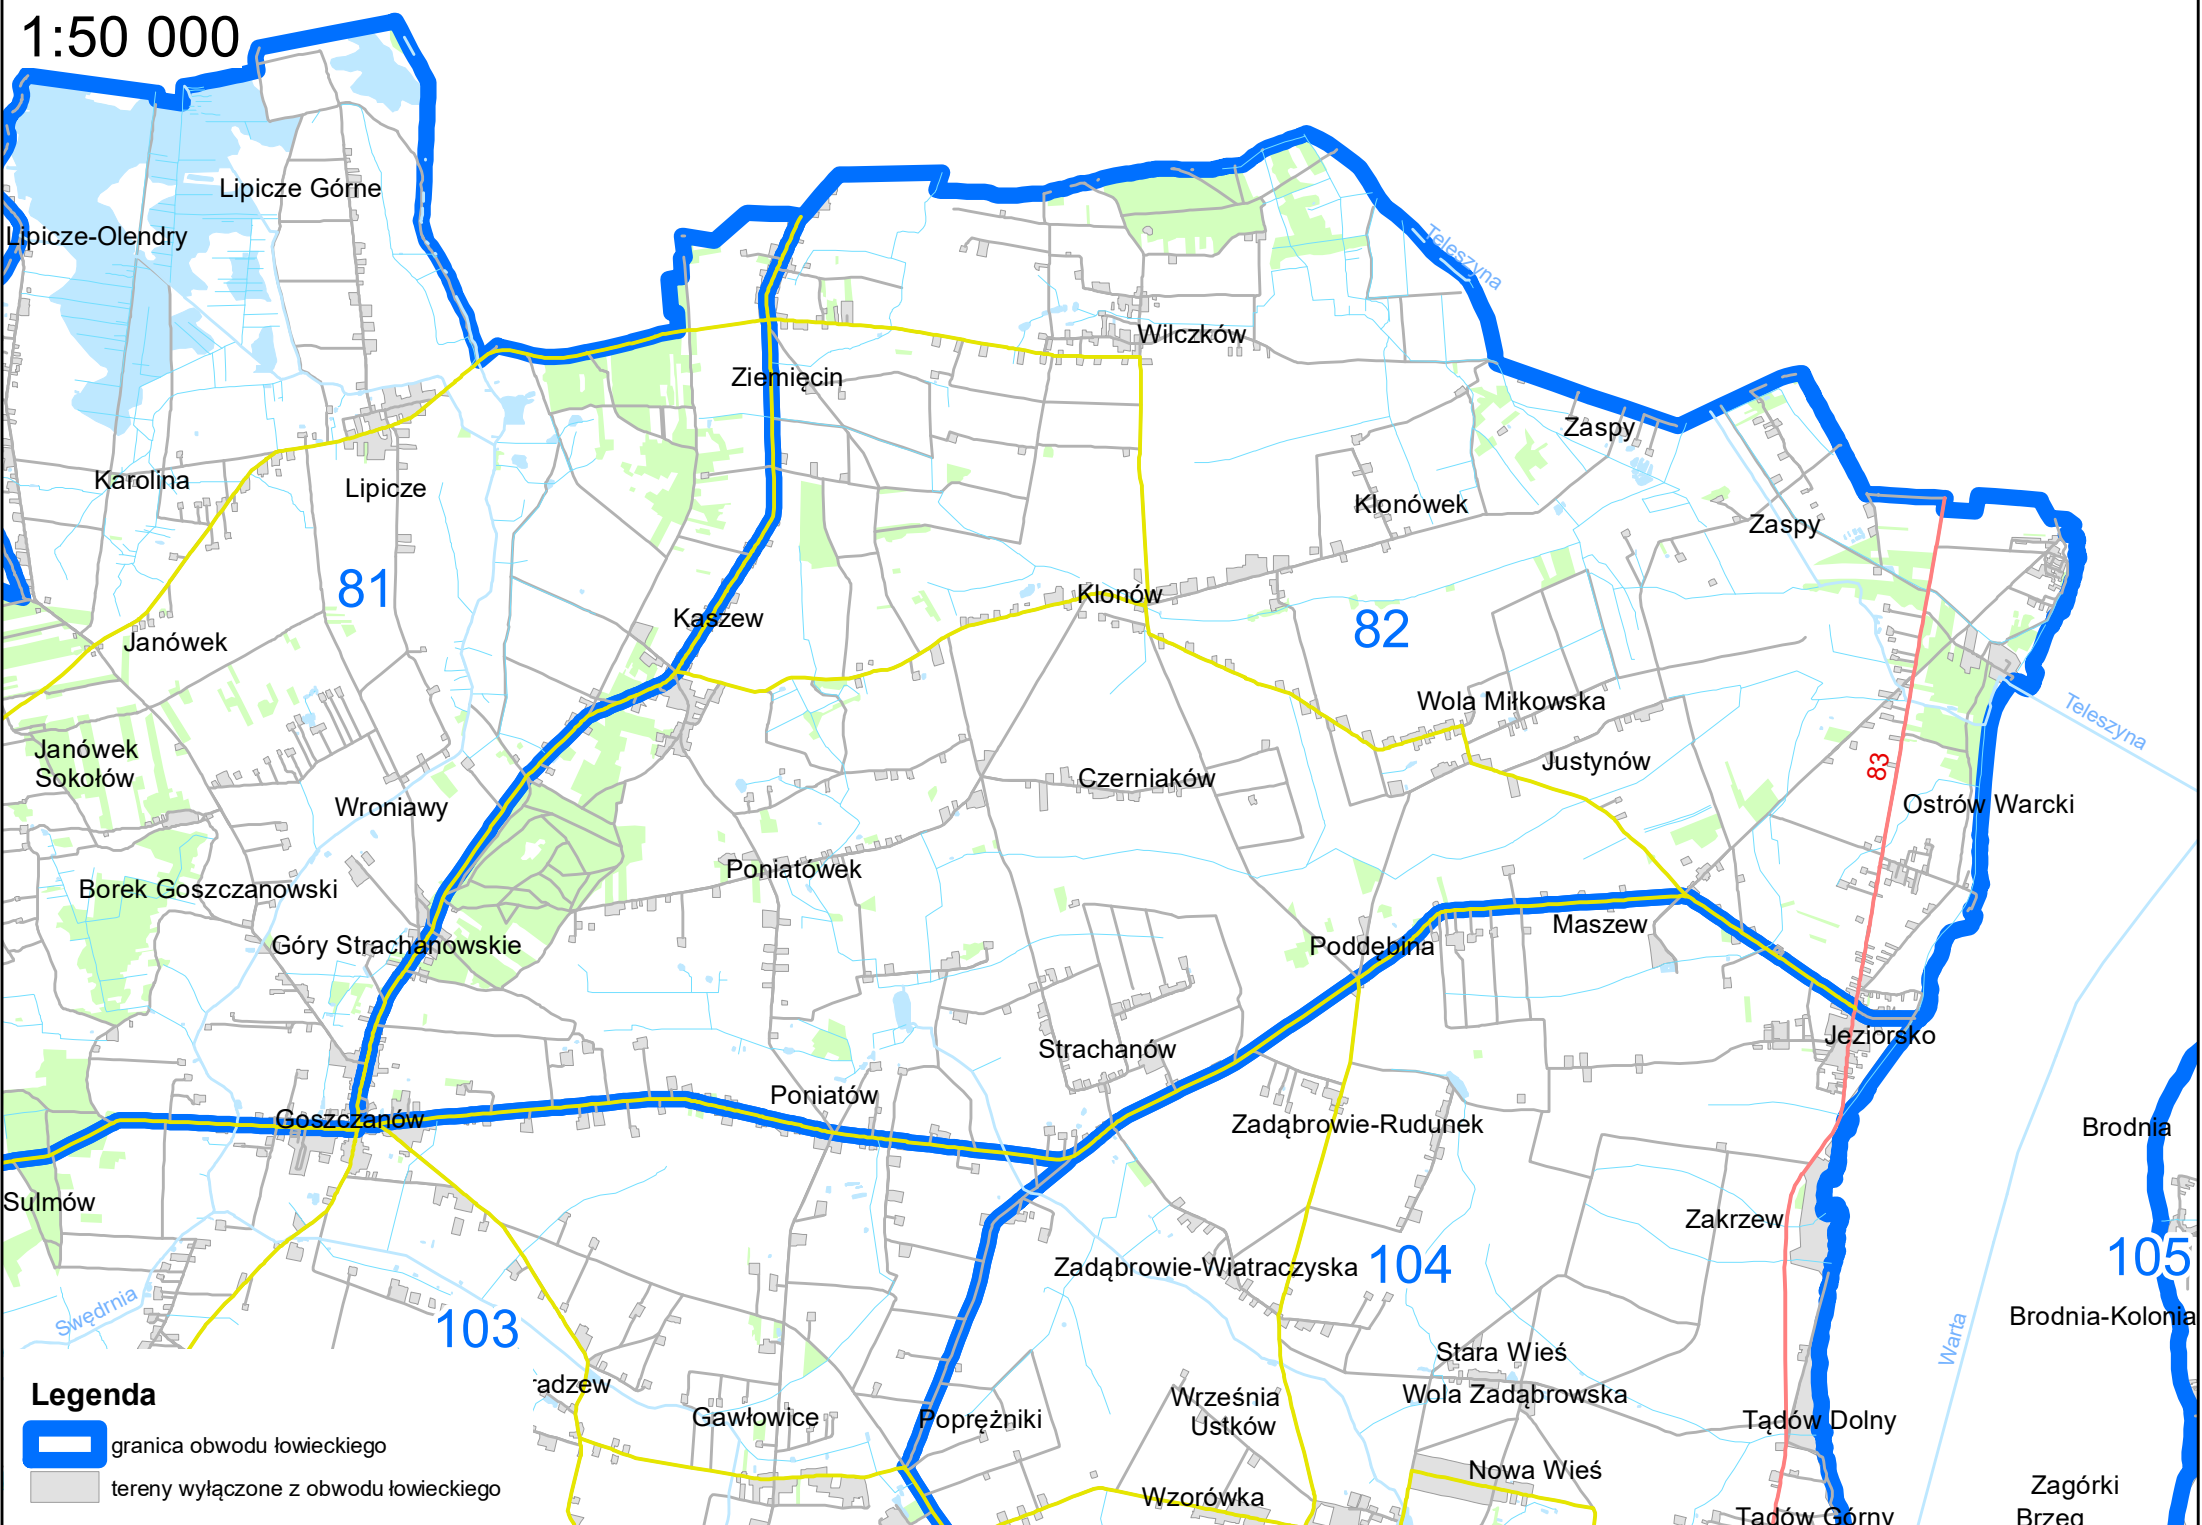 1:50 000
Lipicze Górne
Lipicze-Olendry
Teleszyna
Wilczków
Ziemięcin
Zaspy
Karolina
Lipicze
Klonówek
Zaspy
81
Klonów
Kaszew
82
Janówek
Wola Miłkowska
Teleszyna
Janówek
Sokołów
Justynów
83
Czerniaków
Wroniawy
Ostrów Warcki
Poniatówek
Borek Goszczanowski
Maszew
Góry Strachanowskie
Poddębina
Jeziorsko
Strachanów
Poniatów
Goszczanów
Zadąbrowie-Rudunek
Brodnia
Sulmów
Zakrzew
105
Zadąbrowie-Wiatraczyska
104
Swędrnia
103
Brodnia-Kolonia
Warta
Stara Wieś
radzew
Wola Zadąbrowska
Września
Ustków
Gawłowice
Poprężniki
Tądów Dolny
Legenda
granica obwodu łowieckiego
tereny wyłączone z obwodu łowieckiego
Nowa Wieś
Wzorówka
Zagórki
Tądów Górny
Brzeg